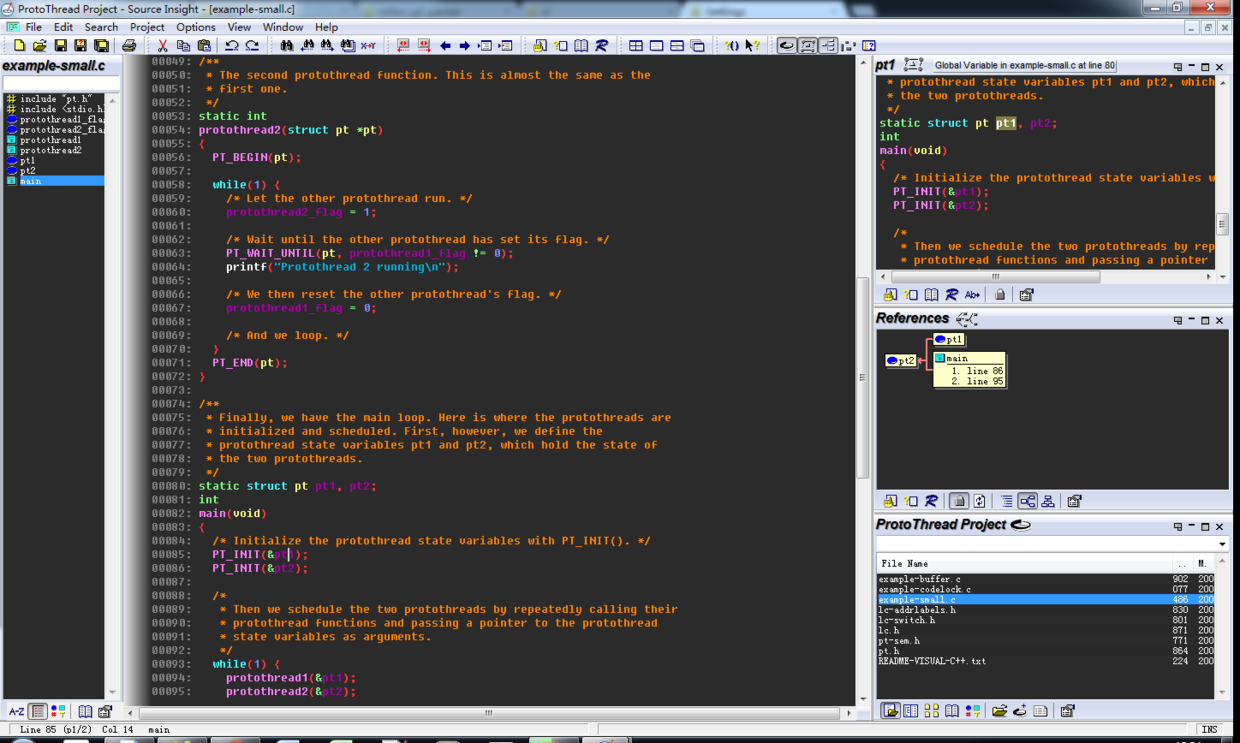 ProtoThread Project - Source Insight - [example-small.c]
File Edit Search Project Options View Window Help
example-small.c
# include "pt.h"
# include <stdio.h
protothread1_fla
protothread2_fla
protothread1
protothread2
pt1
pt2
main
00049: /**
00050: * The second protothread function. This is almost the same as the
00051: * first one.
00052: */
00053: static int
00054: protothread2(struct pt *pt)
00055: {
00056: PT_BEGIN(pt);
00057:
00058: while(1) {
00059: /* Let the other protothread run. */
00060: protothread2_flag = 1;
00061:
00062: /* Wait until the other protothread has set its flag. */
00063: PT_WAIT_UNTIL(pt, protothread1_flag != 0);
00064: printf("Protothread 2 running\n");
00065:
00066: /* We then reset the other protothread's flag. */
00067: protothread1_flag = 0;
00068:
00069: /* And we loop. */
00070: }
00071: PT_END(pt);
00072: }
00073:
00074: /**
00075: * Finally, we have the main loop. Here is where the protothreads are
00076: * initialized and scheduled. First, however, we define the
00077: * protothread state variables pt1 and pt2, which hold the state of
00078: * the two protothreads.
00079: */
00080: static struct pt pt1, pt2;
00081: int
00082: main(void)
00083: {
00084: /* Initialize the protothread state variables with PT_INIT(). */
00085: PT_INIT(&pt1);
00086: PT_INIT(&pt2);
00087:
00088: /*
00089: * Then we schedule the two protothreads by repeatedly calling their
00090: * protothread functions and passing a pointer to the protothread
00091: * state variables as arguments.
00092: */
00093: while(1) {
00094: protothread1(&pt1);
00095: protothread2(&pt2);
pt1 Global Variable in example-small.c at line 80
* protothread state variables pt1 and pt2, which
* the two protothreads.
*/
static struct pt pt1, pt2;
int
main(void)
{
/* Initialize the protothread state variables w
PT_INIT(&pt1);
PT_INIT(&pt2);
/*
* Then we schedule the two protothreads by rep
* protothread functions and passing a pointer
References
pt1
pt2
main
1. line 86
2. line 95
ProtoThread Project
File Name .. M.
example-buffer.c 902 200
example-codelock.c 077 200
example-small.c 486 200
lc-addrlabels.h 830 200
lc-switch.h 801 200
lc.h 871 200
pt-sem.h 771 200
pt.h 864 200
README-VISUAL-C++.txt 224 200
A-Z
Line 85 (p1/2) Col 14 main
INS